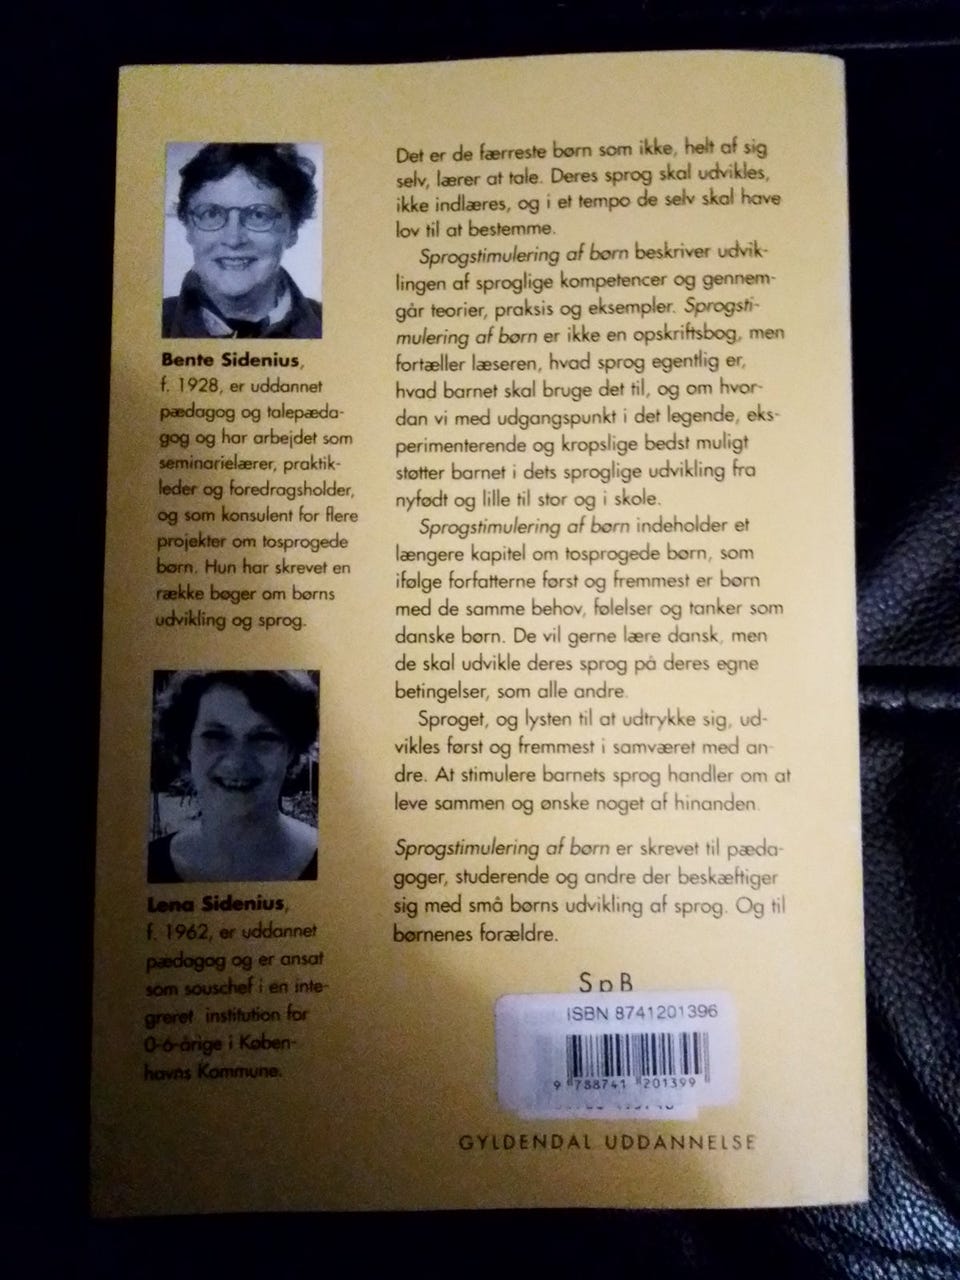 Bente Sidenius,
f. 1928, er uddannet
pædagog og talepæda-
gog og har arbejdet som
seminarielærer, praktik-
leder og foredragsholder,
og som konsulent for flere
projekter om tosprogede
børn. Hun har skrevet en
række bøger om børns
udvikling og sprog.
Lena Sidenius,
f. 1962, er uddannet
pædagog og er ansat
som souschef i en inte-
greret institution for
0-6-årige i Køben-
havns Kommune.
Det er de færreste børn som ikke, helt af sig
selv, lærer at tale. Deres sprog skal udvikles,
ikke indlæres, og i et tempo de selv skal have
lov til at bestemme.
Sprogstimulering af børn beskriver udvik-
lingen af sproglige kompetencer og gennem-
går teorier, praksis og eksempler. Sprogsti-
mulering af børn er ikke en opskriftsbog, men
fortæller læseren, hvad sprog egentlig er,
hvad barnet skal bruge det til, og om hvor-
dan vi med udgangspunkt i det legende, eks-
perimenterende og kropslige bedst muligt
støtter barnet i dets sproglige udvikling fra
nyfødt og lille til stor og i skole.
Sprogstimulering af børn indeholder et
længere kapitel om tosprogede børn, som
ifølge forfatterne først og fremmest er børn
med de samme behov, følelser og tanker som
danske børn. De vil gerne lære dansk, men
de skal udvikle deres sprog på deres egne
betingelser, som alle andre.
Sproget, og lysten til at udtrykke sig, ud-
vikles først og fremmest i samværet med an-
dre. At stimulere barnets sprog handler om at
leve sammen og ønske noget af hinanden.
Sprogstimulering af børn er skrevet til pæda-
goger, studerende og andre der beskæftiger
sig med små børns udvikling af sprog. Og til
børnenes forældre.
SpB
ISBN 8741201396
9 788741 201399
GYLDENDAL UDDANNELSE